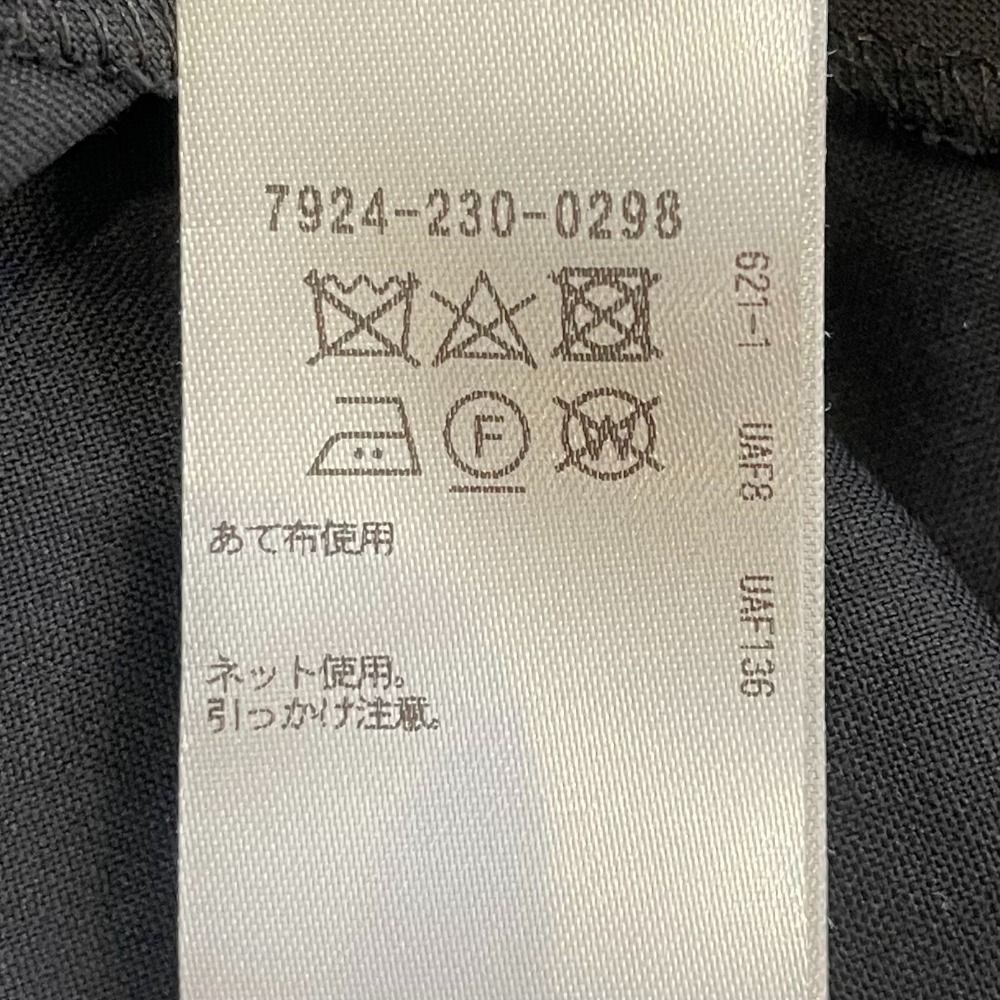 7924-230-0298
621-1 UAF8 UAF136
F
W
あて布使用
ネット使用。
引っかけ注意。